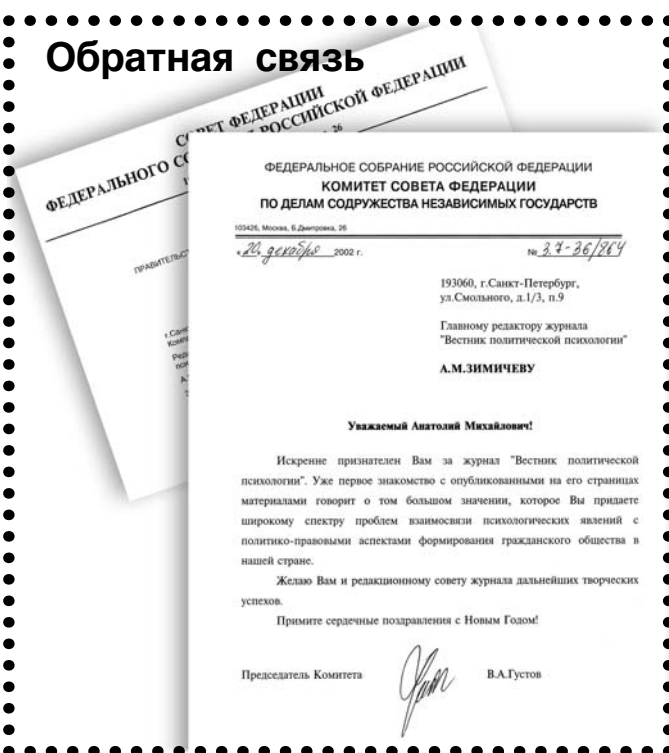 Обратная связь
СОВЕТ ФЕДЕРАЦИИ
ФЕДЕРАЛЬНОГО РОССИЙСКОЙ ФЕДЕРАЦИИ
26
ФЕДЕРАЛЬНОЕ СОБРАНИЕ РОССИЙСКОЙ ФЕДЕРАЦИИ
КОМИТЕТ СОВЕТА ФЕДЕРАЦИИ
ПО ДЕЛАМ СОДРУЖЕСТВА НЕЗАВИСИМЫХ ГОСУДАРСТВ
103426, Москва, Б.Дмитровка, 26
«20» декабря 2002 г. № 3.7-36/264
193060, г.Санкт-Петербург,
ул.Смольного, д.1/3, п.9
Главному редактору журнала
"Вестник политической психологии"
А.М.ЗИМИЧЕВУ
Уважаемый Анатолий Михайлович!
Искренне признателен Вам за журнал "Вестник политической
психологии". Уже первое знакомство с опубликованными на его страницах
материалами говорит о том большом значении, которое Вы придаете
широкому спектру проблем взаимосвязи психологических явлений с
политико-правовыми аспектами формирования гражданского общества в
нашей стране.
Желаю Вам и редакционному совету журнала дальнейших творческих
успехов.
Примите сердечные поздравления с Новым Годом!
Председатель Комитета В.А.Густов